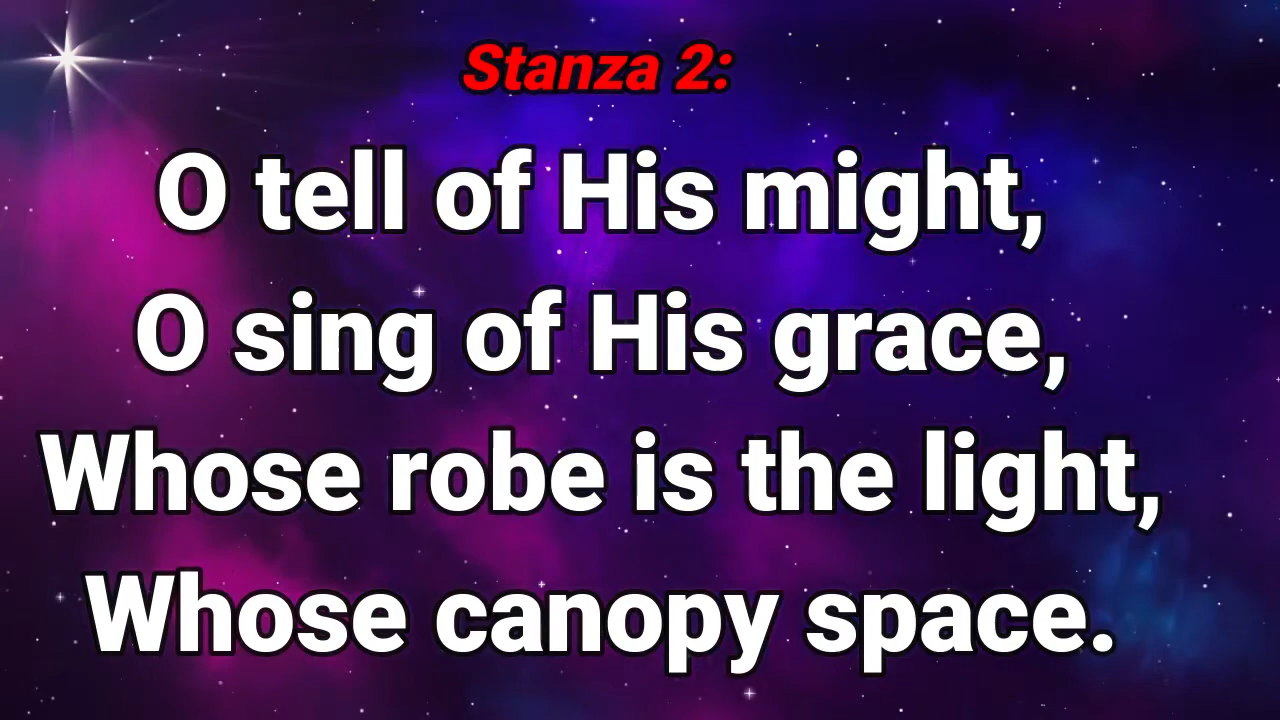 Stanza 2:
O tell of His might,
O sing of His grace,
Whose robe is the light,
Whose canopy space.